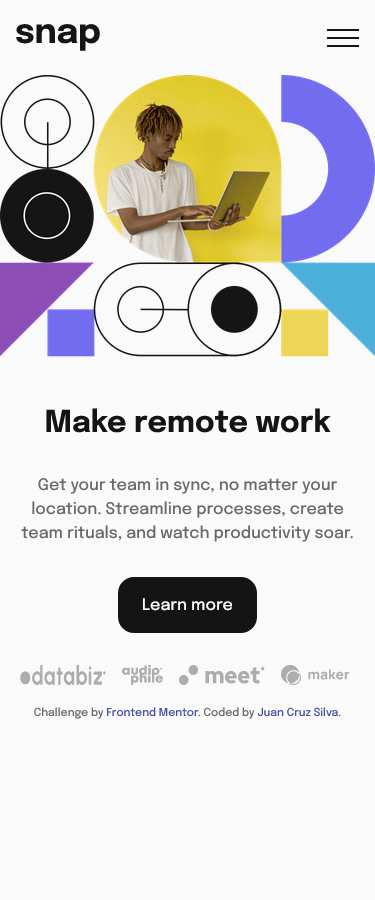 snap
Make remote work
Get your team in sync, no matter your
location. Streamline processes, create
team rituals, and watch productivity soar.
Learn more
databiz
audio
phile
meet
maker
Challenge by Frontend Mentor. Coded by Juan Cruz Silva.